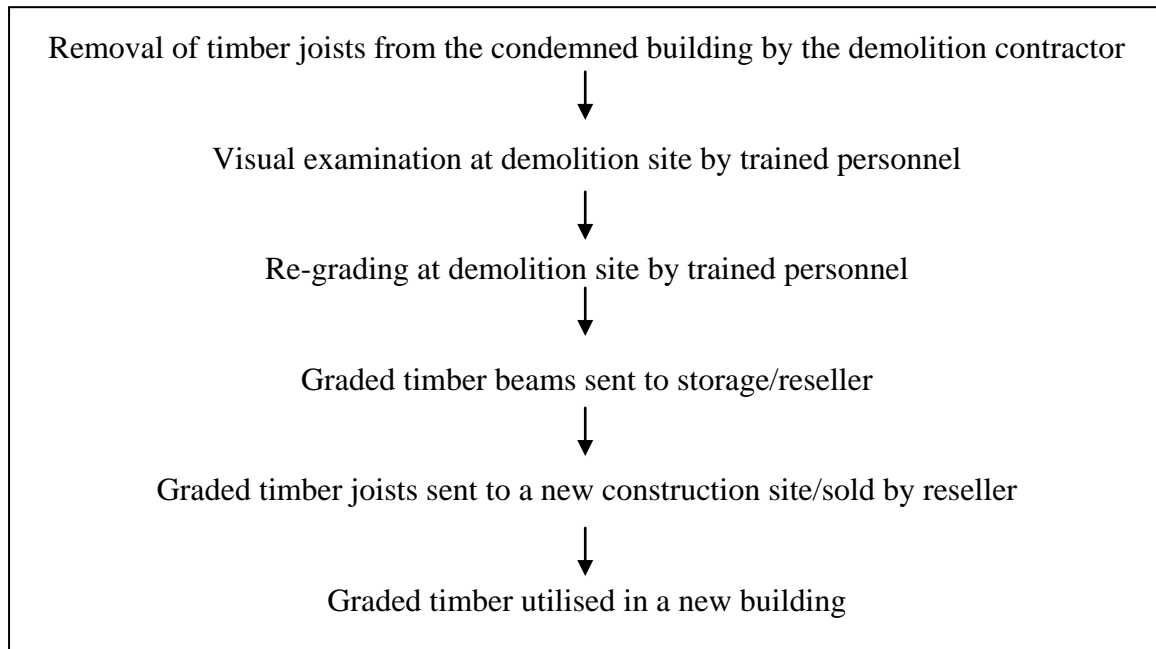 Removal of timber joists from the condemned building by the demolition contractor
Visual examination at demolition site by trained personnel
Re-grading at demolition site by trained personnel
Graded timber beams sent to storage/reseller
Graded timber joists sent to a new construction site/sold by reseller
Graded timber utilised in a new building